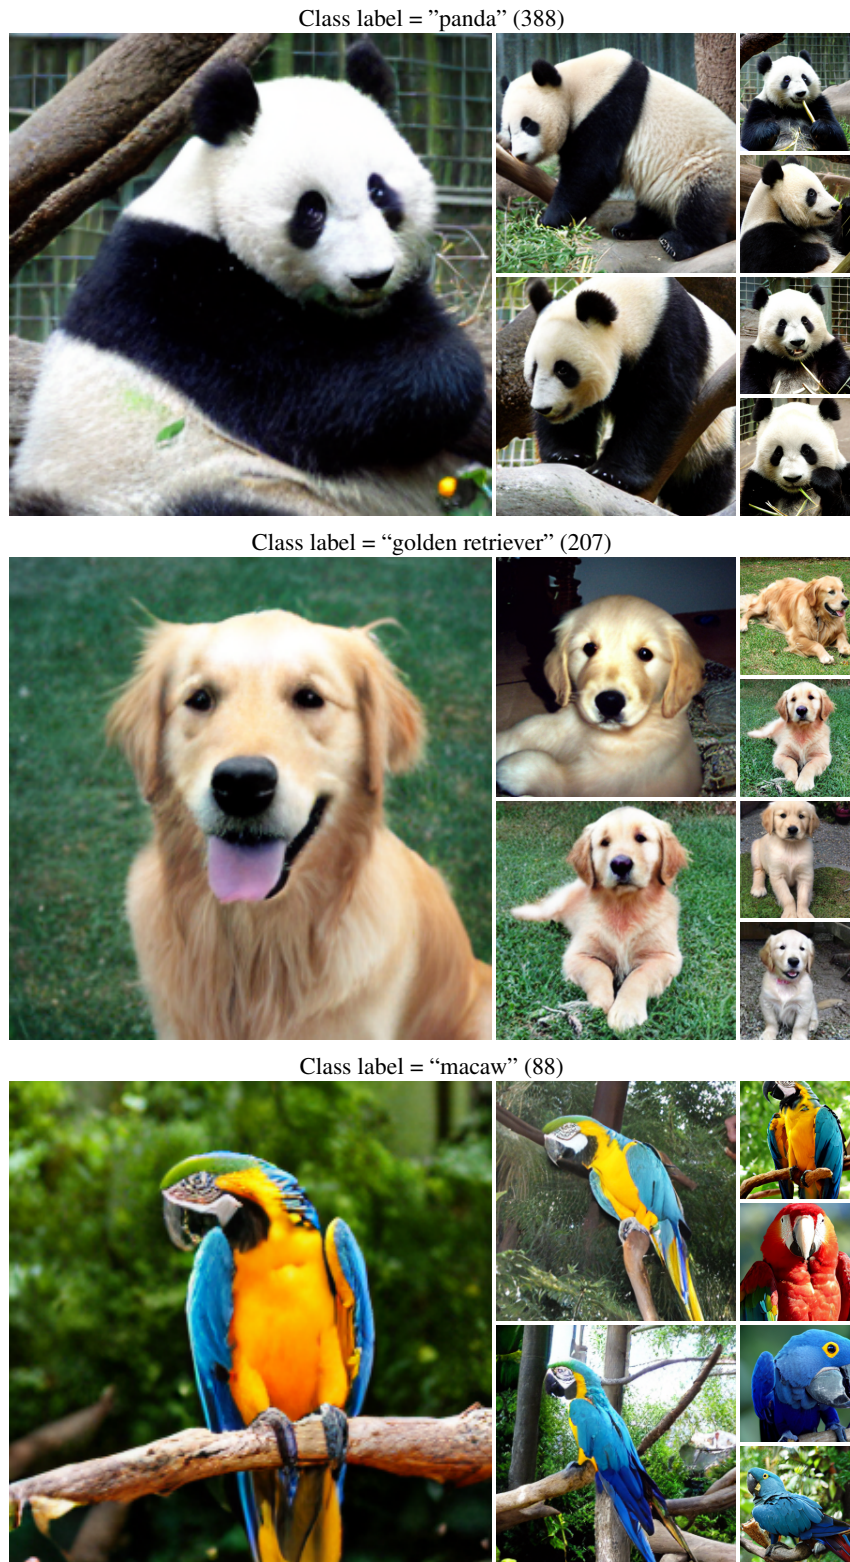 Class label = ”panda” (388)
Class label = “golden retriever” (207)
Class label = “macaw” (88)